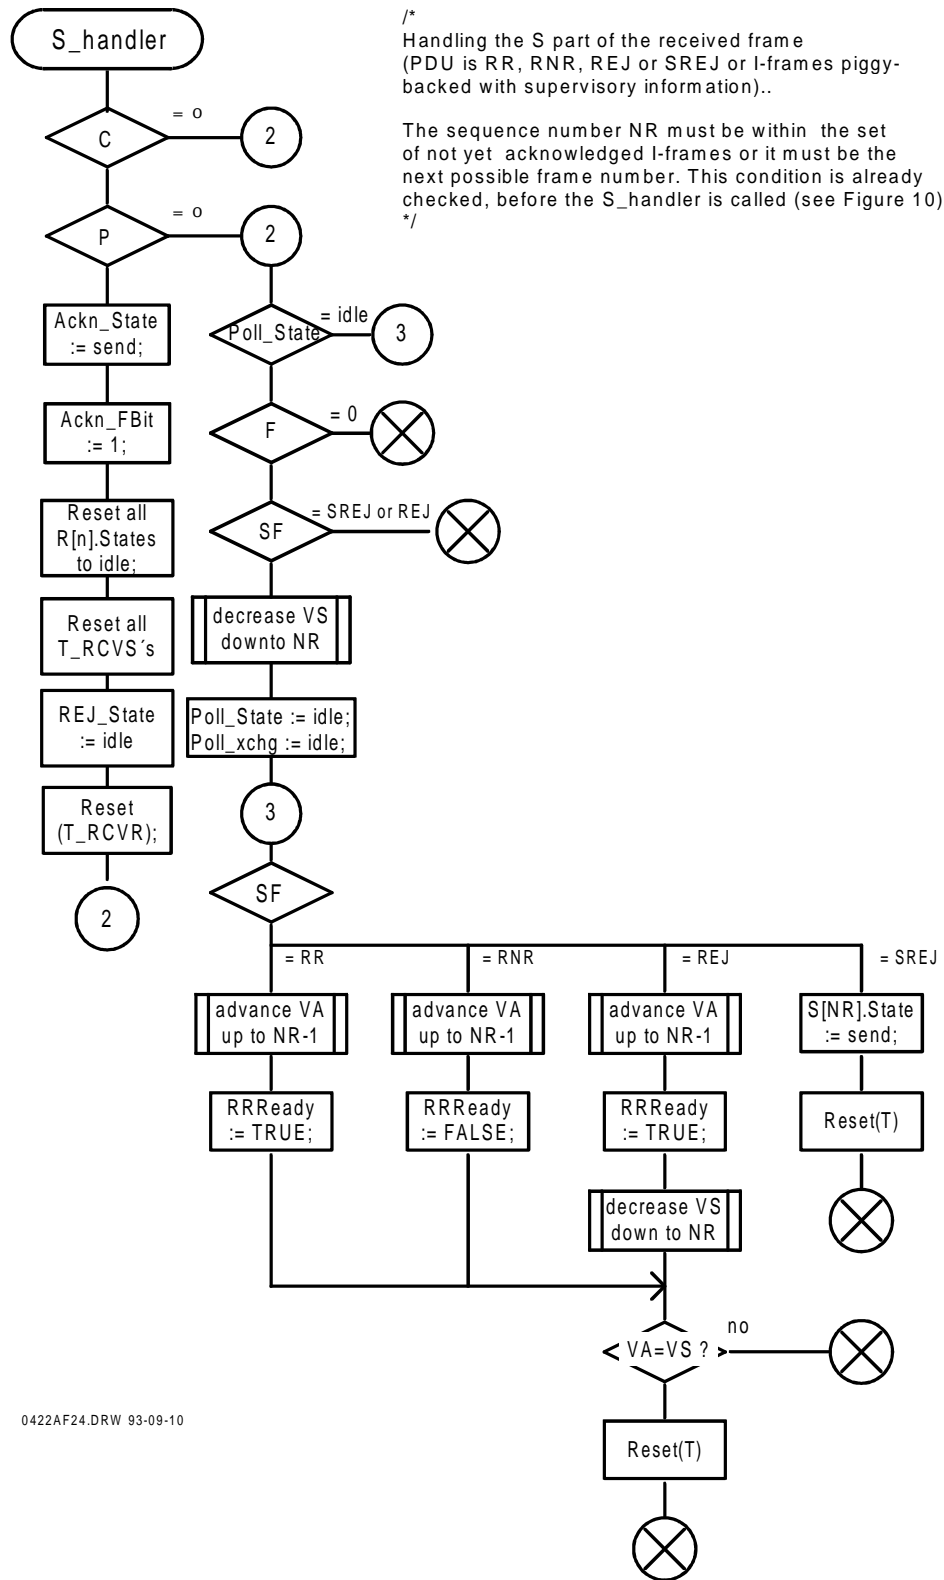 S_handler
/*
Handling the S part of the received frame
(PDU is RR, RNR, REJ or SREJ or I-frames piggy-
backed with supervisory information)..
The sequence number NR must be within the set
of not yet acknowledged I-frames or it must be the
next possible frame number. This condition is already
checked, before the S_handler is called (see Figure 10)
*/
C
= 0
2
P
= 0
2
Ackn_State
:= send;
Ackn_FBit
:= 1;
Reset all
R[n].States
to idle;
Reset all
T_RCVS´s
REJ_State
:= idle
Reset
(T_RCVR);
2
Poll_State
= idle
3
F
= 0
SF
= SREJ or REJ
decrease VS
downto NR
Poll_State := idle;
Poll_xchg := idle;
3
SF
= RR
advance VA
up to NR-1
RRReady
:= TRUE;
= RNR
advance VA
up to NR-1
RRReady
:= FALSE;
= REJ
advance VA
up to NR-1
RRReady
:= TRUE;
decrease VS
down to NR
= SREJ
S[NR].State
:= send;
Reset(T)
VA=VS ?
no
Reset(T)
0422AF24.DRW 93-09-10